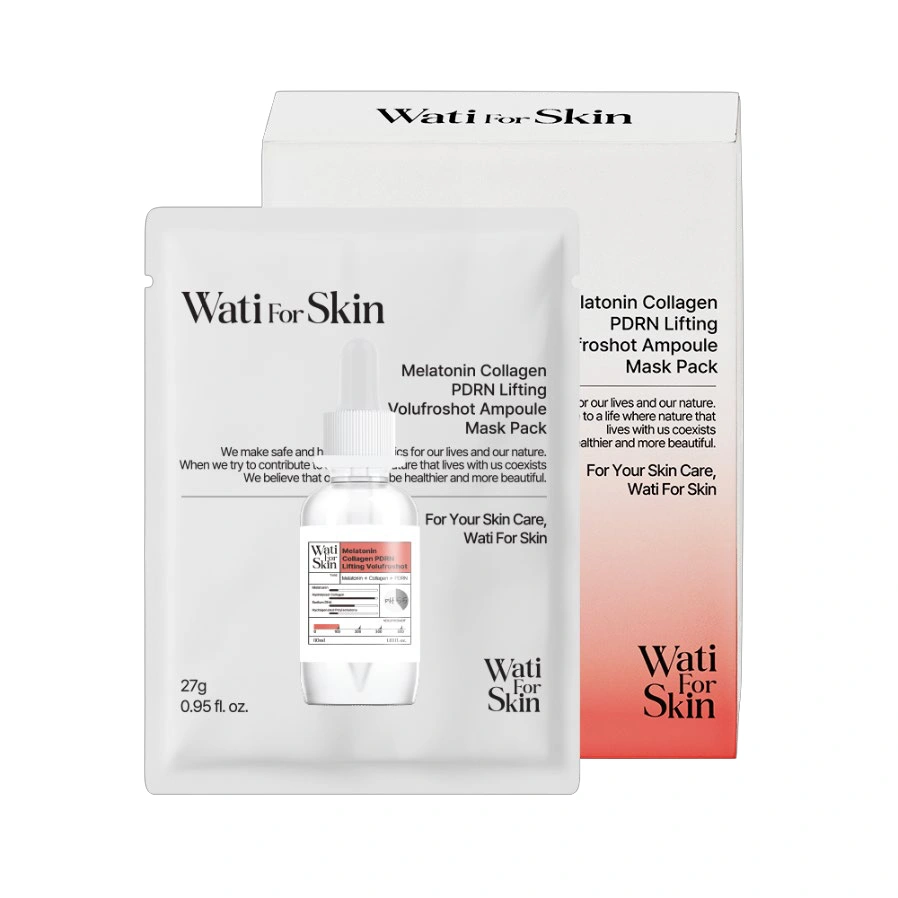 Wati For Skin
latonin Collagen
PDRN Lifting
froshot Ampoule
Mask Pack
or our lives and our nature.
to a life where nature that
lives with us coexists
althier and more beautiful.
For Your Skin Care,
Wati For Skin
Wati
For
Skin
Wati For Skin
Melatonin Collagen
PDRN Lifting
Volufroshot Ampoule
Mask Pack
We make safe and h ics for our lives and our nature.
When we try to contribute to ature that lives with us coexists
We believe that be healthier and more beautiful.
For Your Skin Care,
Wati For Skin
Wati
For
Skin
Melatonin
Collagen PDRN
Lifting Volufroshot
Melatonin + Collagen + PDRN
27g
0.95 fl. oz.
Wati
For
Skin